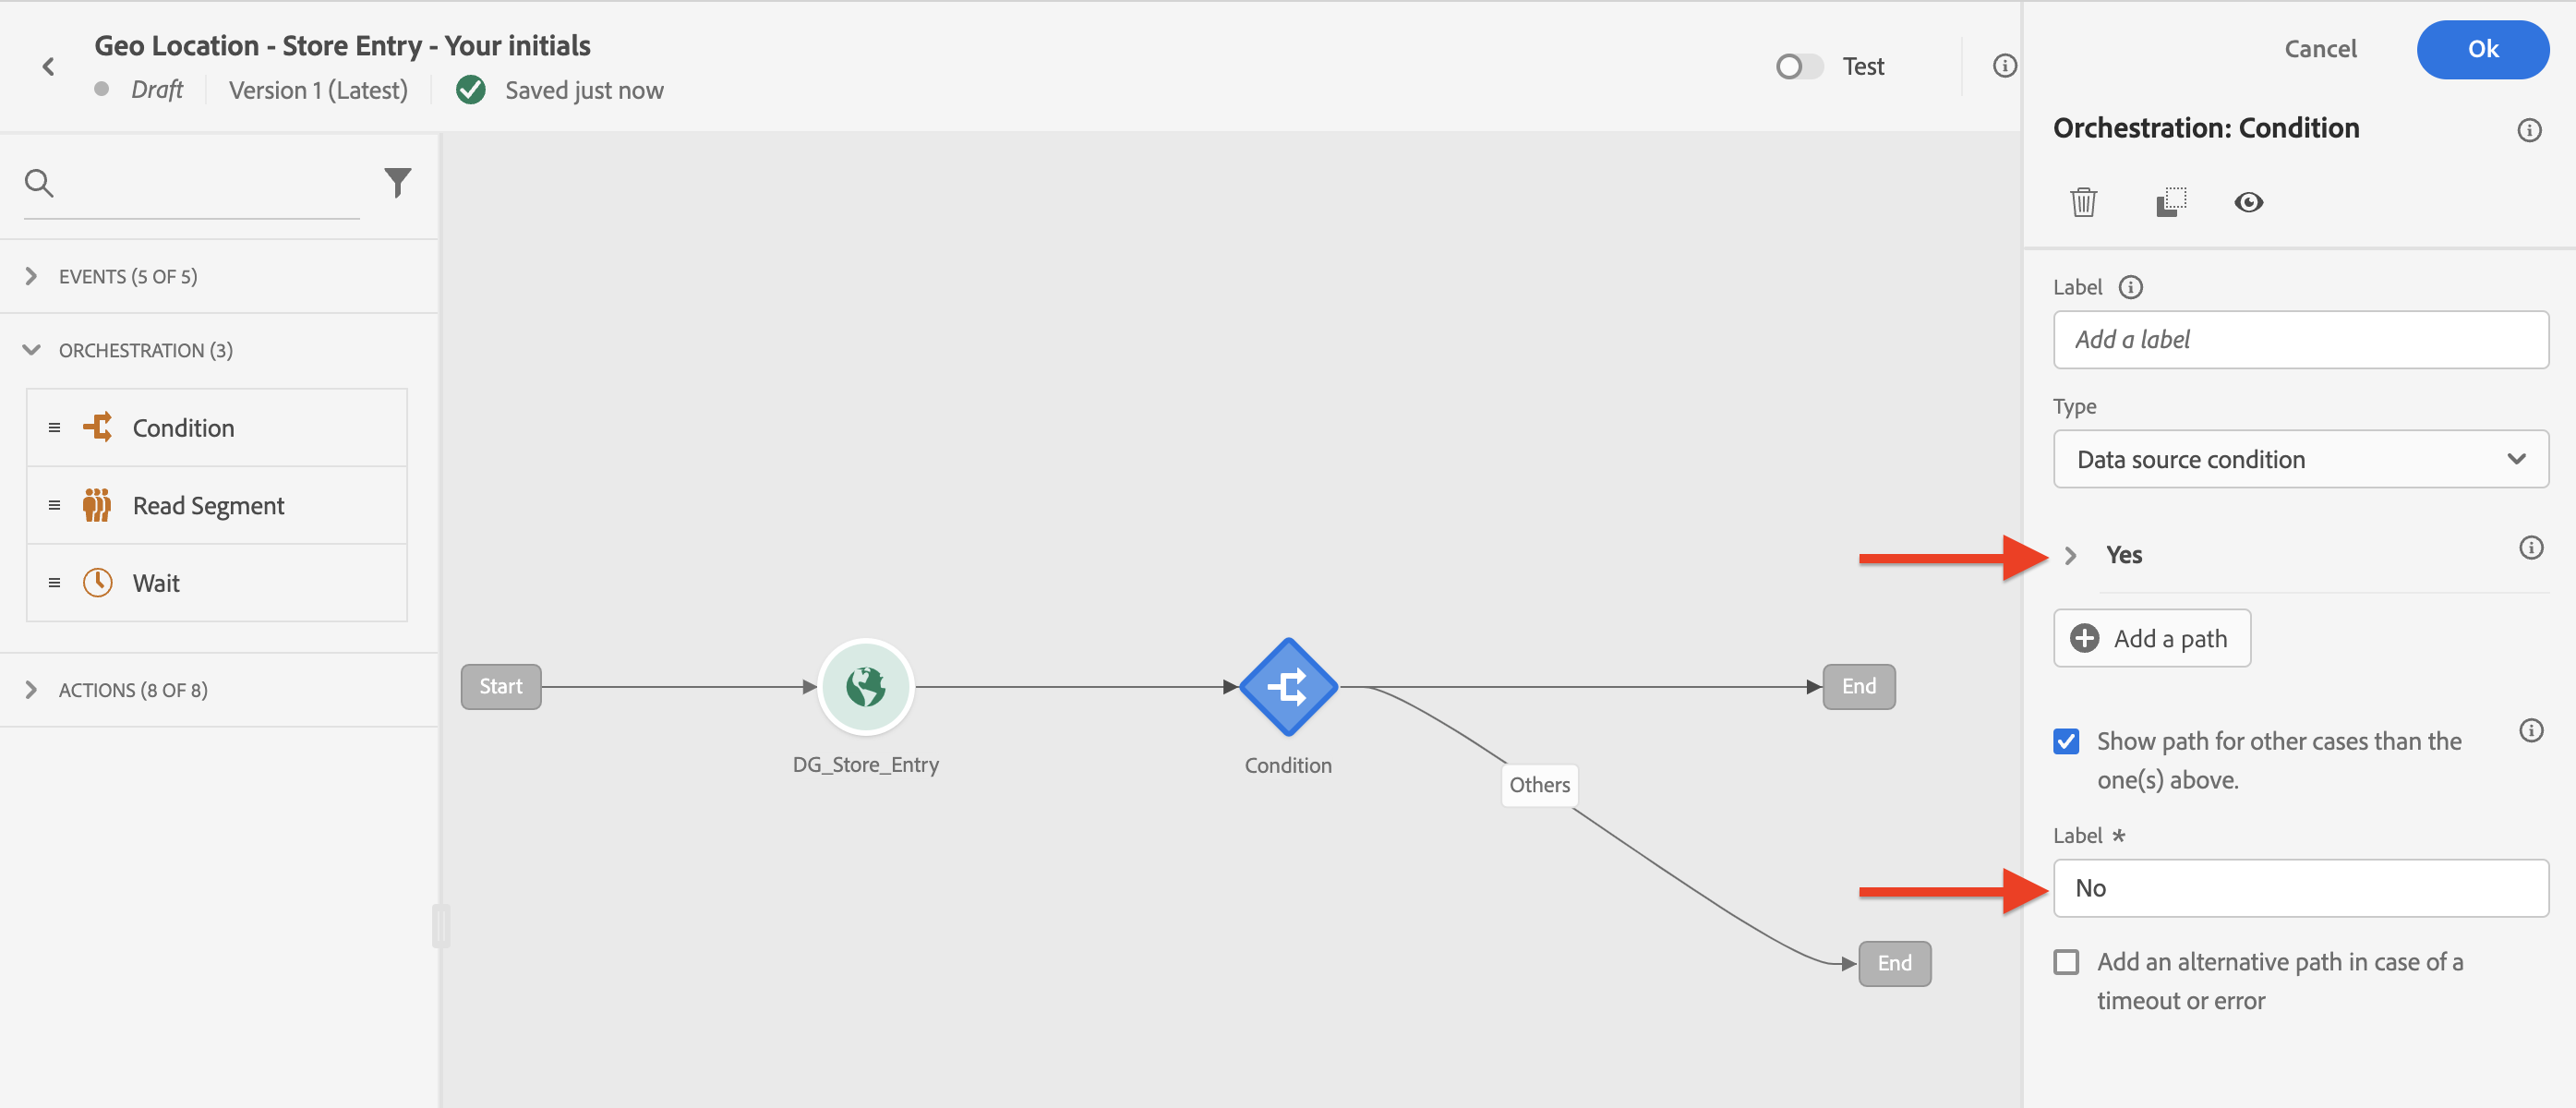 Geo Location - Store Entry - Your initials
Draft
Version 1 (Latest)
Saved just now
Test
Cancel
Ok
Orchestration: Condition
EVENTS (5 OF 5)
ORCHESTRATION (3)
Condition
Read Segment
Wait
ACTIONS (8 OF 8)
Start
DG_Store_Entry
Condition
End
Others
End
Label
Add a label
Type
Data source condition
Yes
Add a path
Show path for other cases than the
one(s) above.
Label *
No
Add an alternative path in case of a
timeout or error